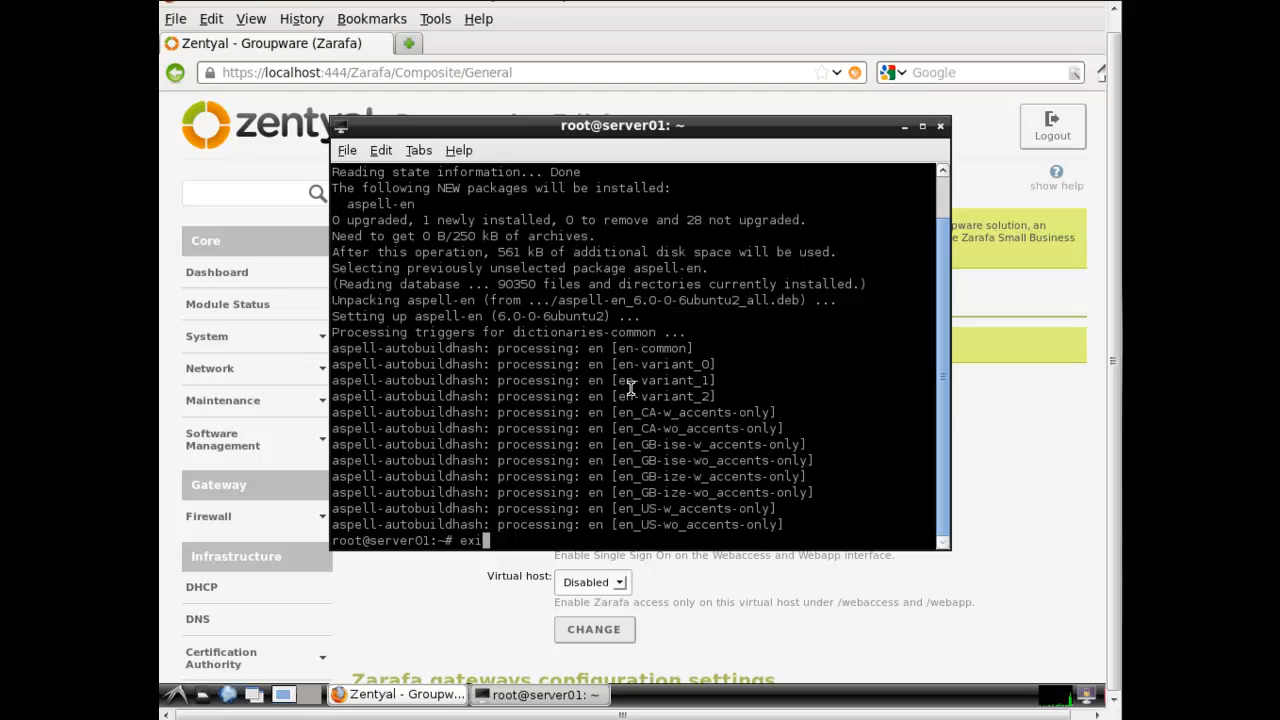 File Edit View History Bookmarks Tools Help
Zentyal - Groupware (Zarafa)
https://localhost:444/Zarafa/Composite/General
Google
zentyal
Logout
show help
root@server01: ~
File Edit Tabs Help
Reading state information... Done
The following NEW packages will be installed:
aspell-en
0 upgraded, 1 newly installed, 0 to remove and 28 not upgraded.
Need to get 0 B/250 kB of archives.
After this operation, 561 kB of additional disk space will be used.
Selecting previously unselected package aspell-en.
(Reading database ... 90350 files and directories currently installed.)
Unpacking aspell-en (from .../aspell-en_6.0-0-6ubuntu2_all.deb) ...
Setting up aspell-en (6.0-0-6ubuntu2) ...
Processing triggers for dictionaries-common ...
aspell-autobuildhash: processing: en [en-common]
aspell-autobuildhash: processing: en [en-variant_0]
aspell-autobuildhash: processing: en [en-variant_1]
aspell-autobuildhash: processing: en [en-variant_2]
aspell-autobuildhash: processing: en [en_CA-w_accents-only]
aspell-autobuildhash: processing: en [en_CA-wo_accents-only]
aspell-autobuildhash: processing: en [en_GB-ise-w_accents-only]
aspell-autobuildhash: processing: en [en_GB-ise-wo_accents-only]
aspell-autobuildhash: processing: en [en_GB-ize-w_accents-only]
aspell-autobuildhash: processing: en [en_GB-ize-wo_accents-only]
aspell-autobuildhash: processing: en [en_US-w_accents-only]
aspell-autobuildhash: processing: en [en_US-wo_accents-only]
root@server01:~# exi
pware solution, an
e Zarafa Small Business
Core
Dashboard
Module Status
System
Network
Maintenance
Software
Management
Gateway
Firewall
Infrastructure
DHCP
DNS
Certification
Authority
Enable Single Sign On on the Webaccess and Webapp Interface.
Virtual host: Disabled
Enable Zarafa access only on this virtual host under /webaccess and /webapp.
CHANGE
Zarafa gateways configuration settings
Zentyal - Groupw...
root@server01: ~